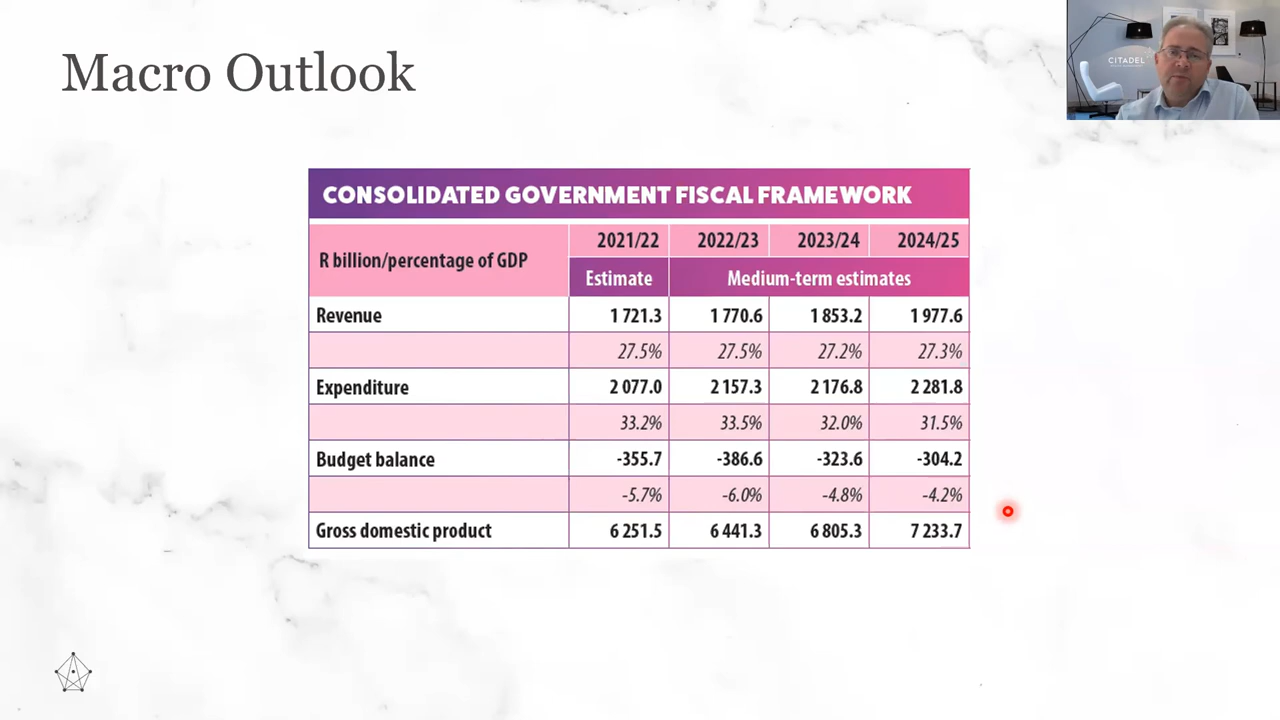 Macro Outlook
CITADEL
CONSOLIDATED GOVERNMENT FISCAL FRAMEWORK
R billion/percentage of GDP 2021/22 2022/23 2023/24 2024/25
Estimate Medium-term estimates
Revenue 1 721.3 1 770.6 1 853.2 1 977.6
27.5% 27.5% 27.2% 27.3%
Expenditure 2 077.0 2 157.3 2 176.8 2 281.8
33.2% 33.5% 32.0% 31.5%
Budget balance -355.7 -386.6 -323.6 -304.2
-5.7% -6.0% -4.8% -4.2%
Gross domestic product 6 251.5 6 441.3 6 805.3 7 233.7